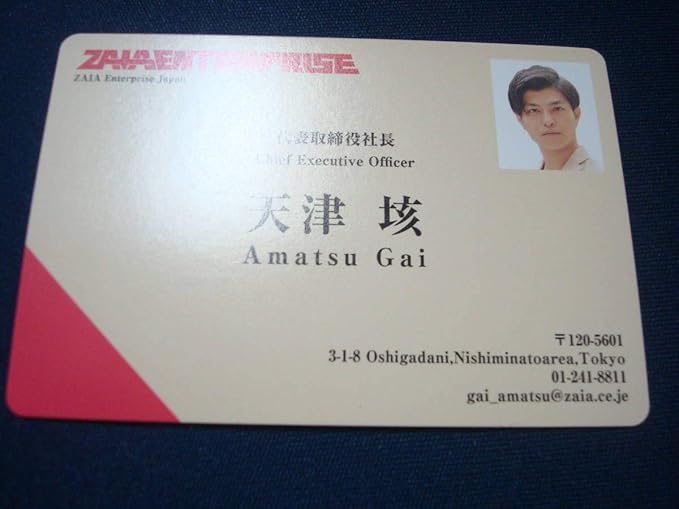 ZAIAENTERPRISE
ZAIA Enterprise Japan
代表取締役社長
Chief Executive Officer
天津 垓
Amatsu Gai
〒120-5601
3-1-8 Oshigadani,Nishiminatoarea,Tokyo
01-241-8811
gai_amatsu@zaia.ce.je